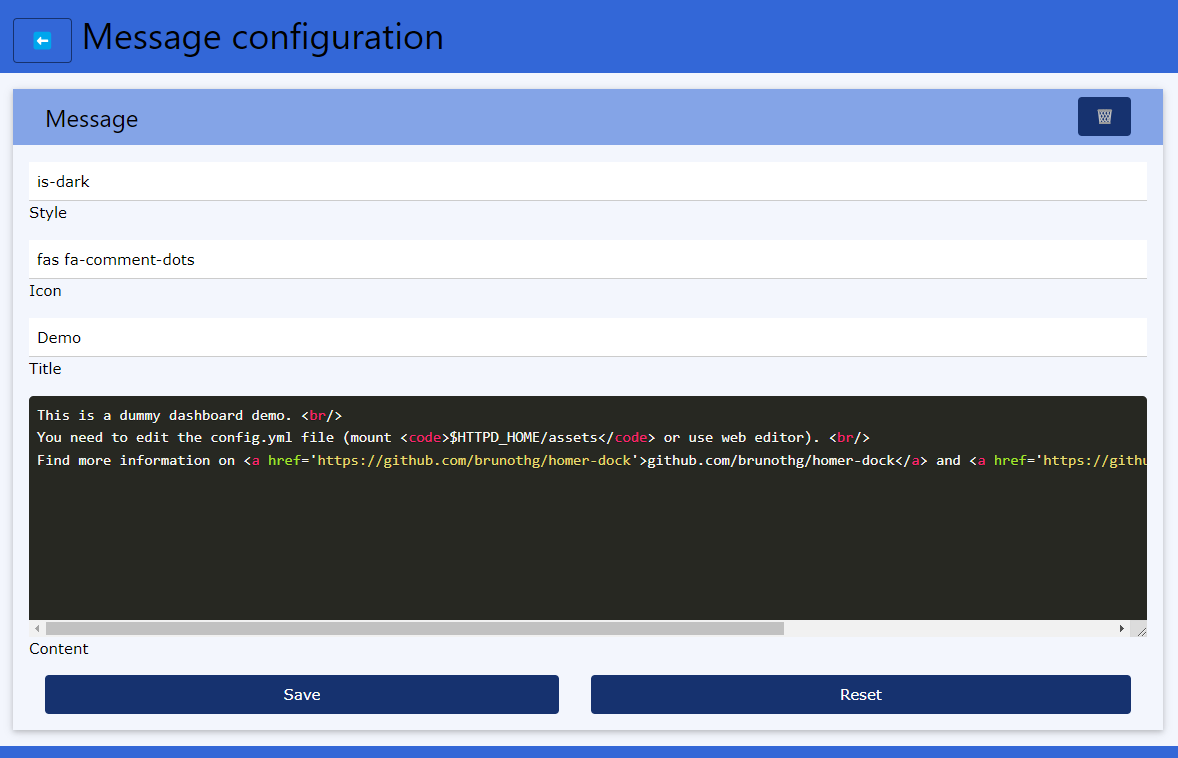 Message configuration
Message
is-dark
Style
fas fa-comment-dots
Icon
Demo
Title
This is a dummy dashboard demo. <br/>
You need to edit the config.yml file (mount <code>$HTTPD_HOME/assets</code> or use web editor). <br/>
Find more information on <a href='https://github.com/brunothg/homer-dock'>github.com/brunothg/homer-dock</a> and <a href='https://githu
Content
Save Reset